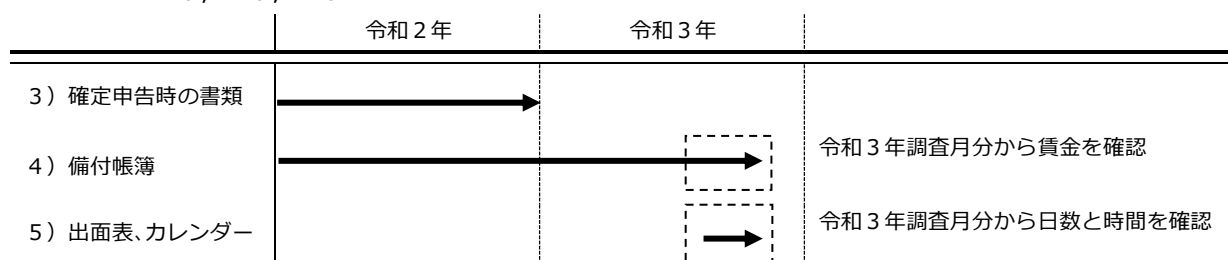 令和２年 令和３年
３）確定申告時の書類
令和３年調査月分から賃金を確認
４）備付帳簿
令和３年調査月分から日数と時間を確認
５）出面表、カレンダー